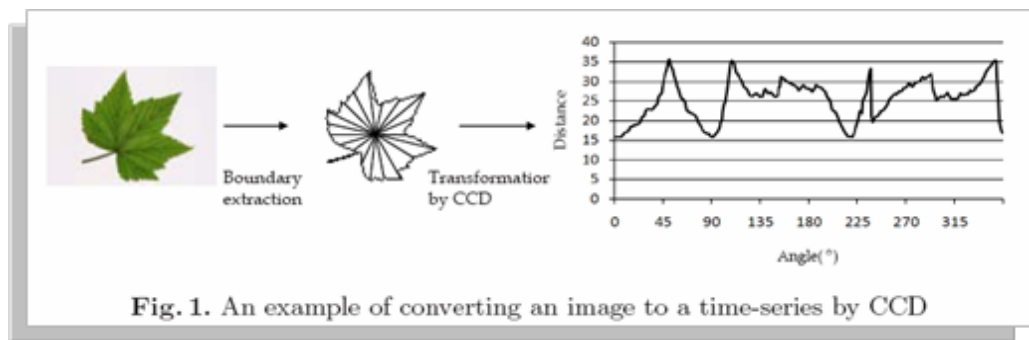 Boundary
extraction
Transformation
by CCD
Distance
40
35
30
25
20
15
10
5
0
0 45 90 135 180 225 270 315
Angle(°)
Fig. 1. An example of converting an image to a time-series by CCD